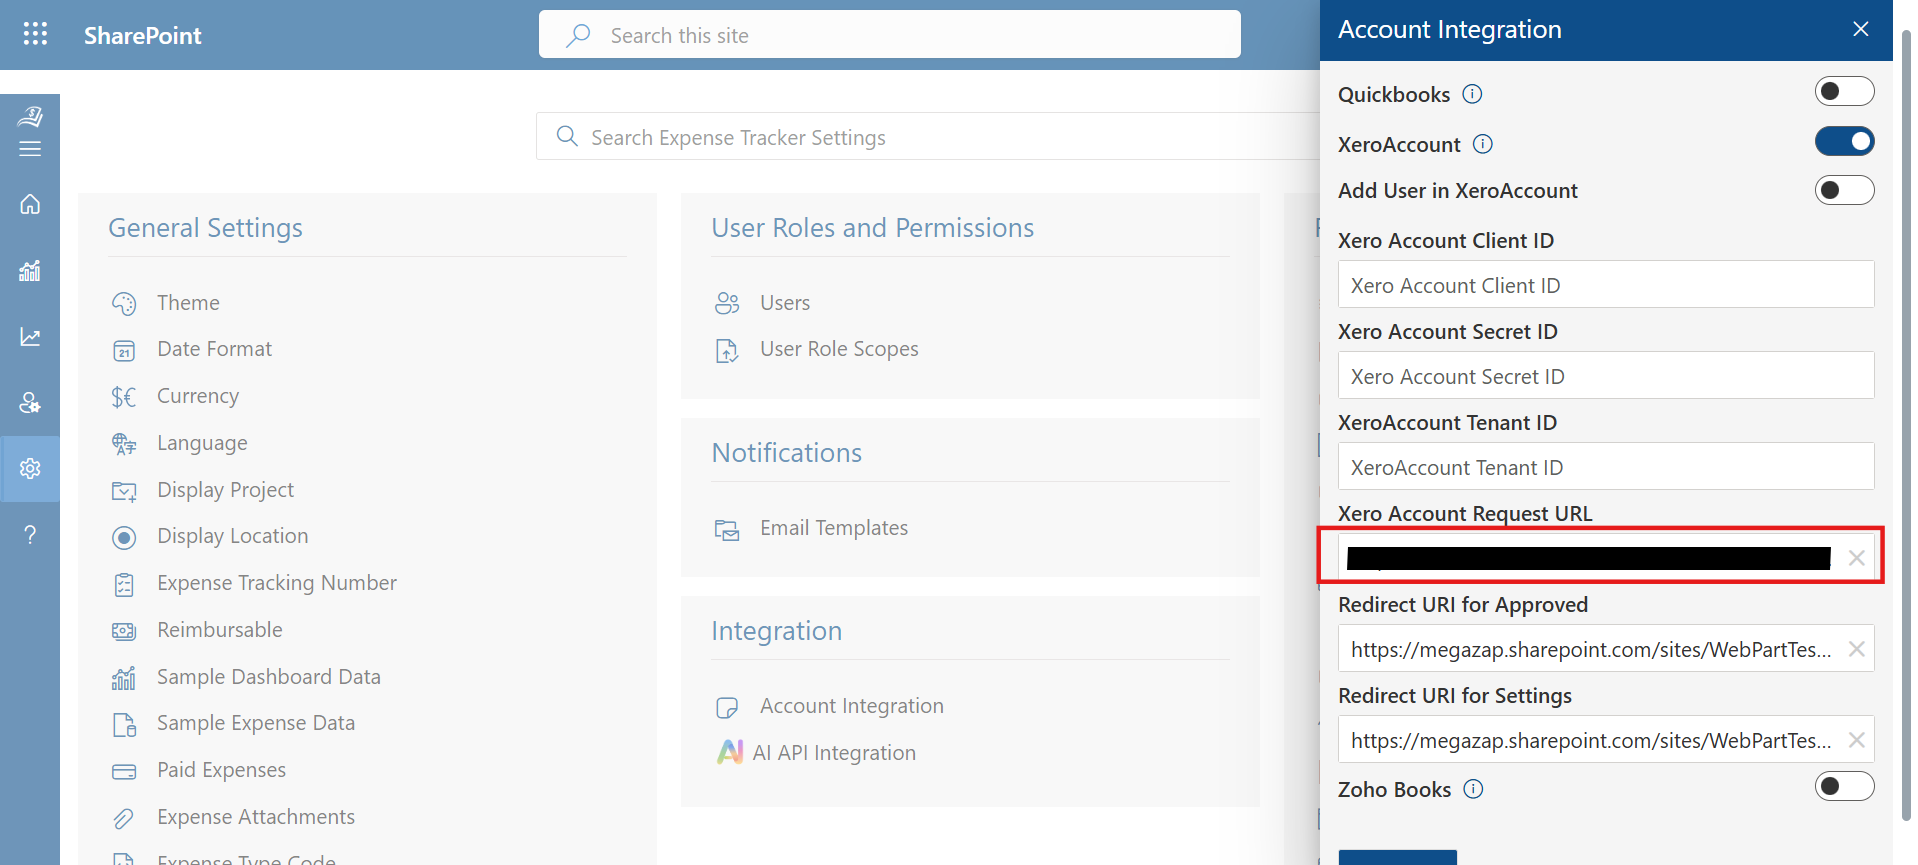 SharePoint
Search this site
Search Expense Tracker Settings
General Settings
Theme
21
Date Format
Currency
Language
Display Project
Display Location
Expense Tracking Number
Reimbursable
Sample Dashboard Data
Sample Expense Data
Paid Expenses
Expense Attachments
Expense Type Code
User Roles and Permissions
Users
User Role Scopes
Notifications
Email Templates
Integration
Account Integration
AI AI API Integration
Account Integration
Quickbooks
XeroAccount
Add User in XeroAccount
Xero Account Client ID
Xero Account Client ID
Xero Account Secret ID
Xero Account Secret ID
XeroAccount Tenant ID
XeroAccount Tenant ID
Xero Account Request URL
Redirect URI for Approved
https://megazap.sharepoint.com/sites/WebPartTes...
Redirect URI for Settings
https://megazap.sharepoint.com/sites/WebPartTes...
Zoho Books